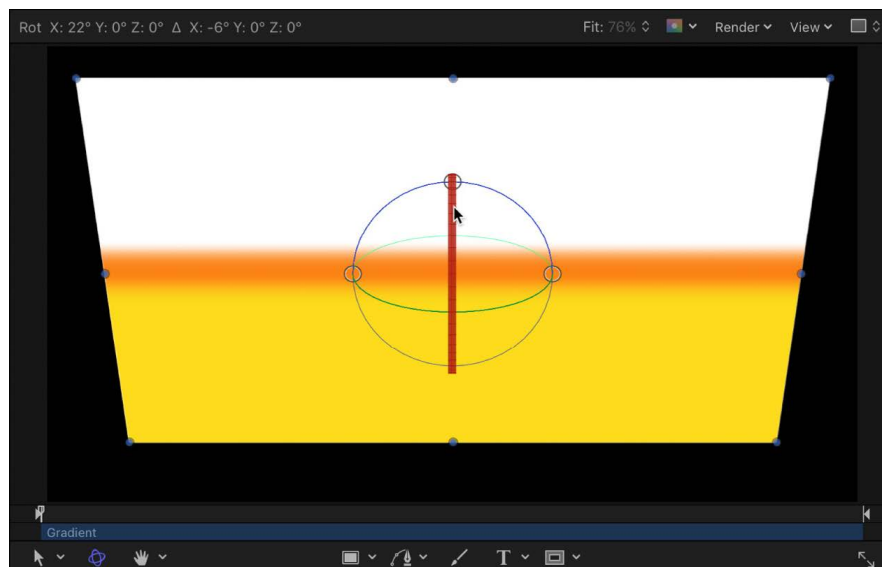 Rot X: 22° Y: 0° Z: 0° Δ X: -6° Y: 0° Z: 0° Fit: 76% Render View
Gradient
T